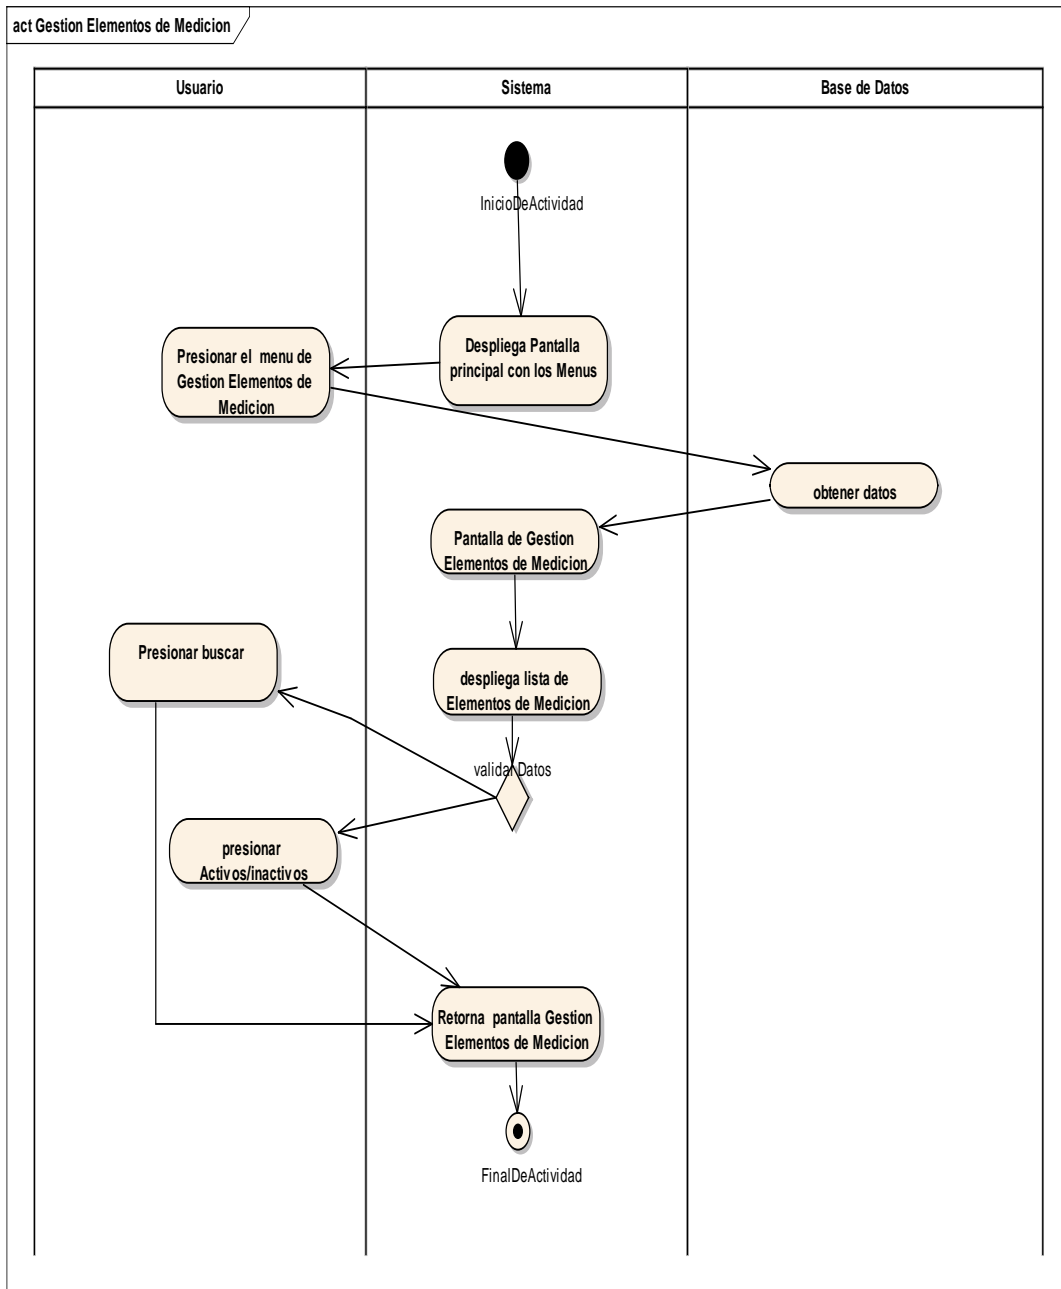 act Gestion Elementos de Medicion
Usuario
Sistema
Base de Datos
InicioDeActividad
Despliega Pantalla
principal con los Menus
Presionar el menu de
Gestion Elementos de
Medicion
obtener datos
Pantalla de Gestion
Elementos de Medicion
Presionar buscar
despliega lista de
Elementos de Medicion
validar Datos
presionar
Activos/inactivos
Retorna pantalla Gestion
Elementos de Medicion
FinalDeActividad